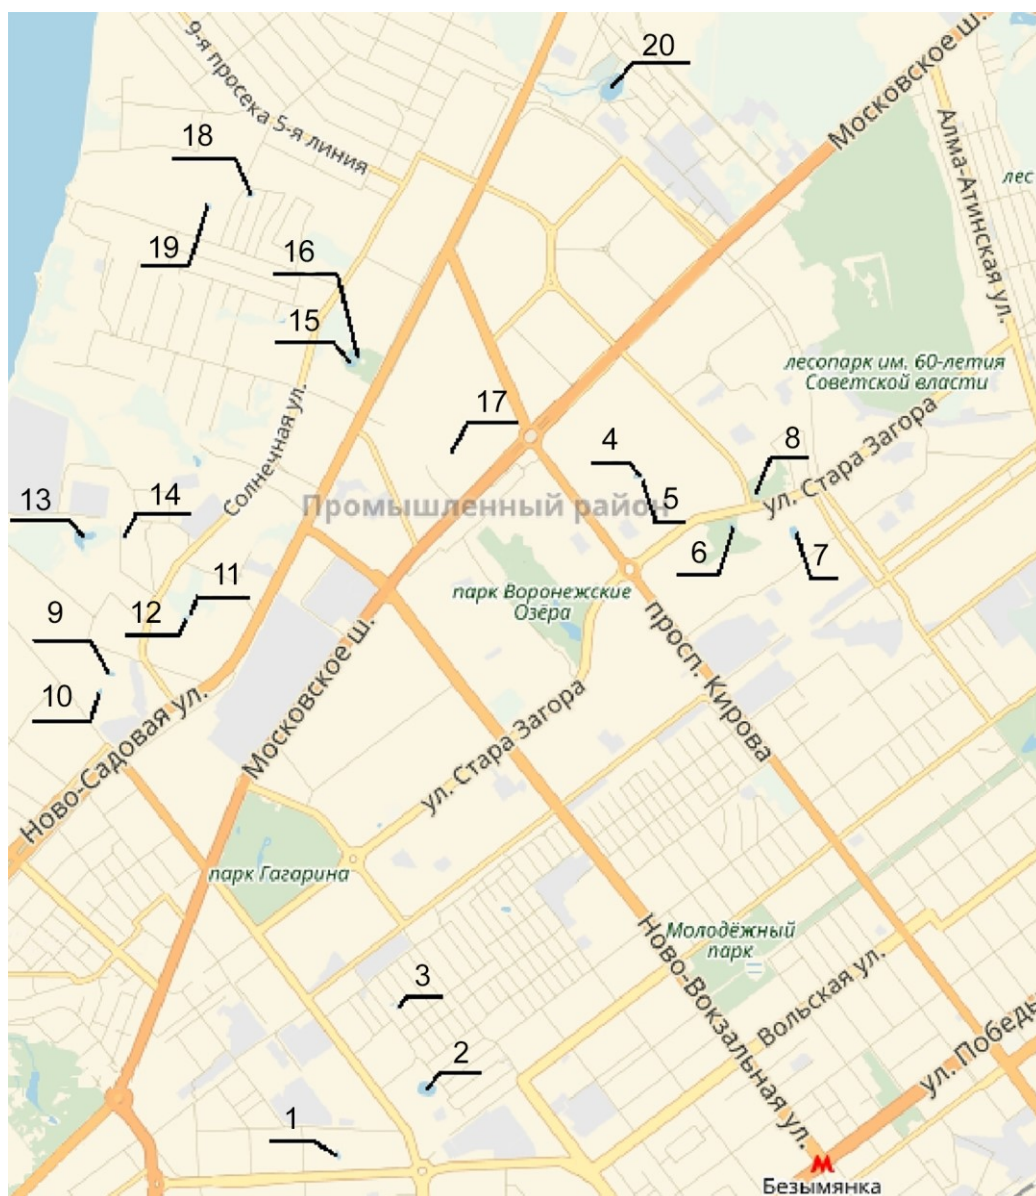 20
Московское ш.
9-я просека 5-я линия
18
Алма-Атинская ул.
лес
19
16
15
лесопарк им. 60-летия
Советской власти
17
4
8
Солнечная ул.
ул. Стара Загора
13
14
Промышленный район
5
6
7
11
парк Воронежские
Озёра
9
12
просп. Кирова
10
Московское ш.
Ново-Садовая ул.
ул. Стара Загора
парк Гагарина
Молодёжный
парк
Ново-Вокзальная ул.
Вольская ул.
3
ул. Победы
2
1
Безымянка